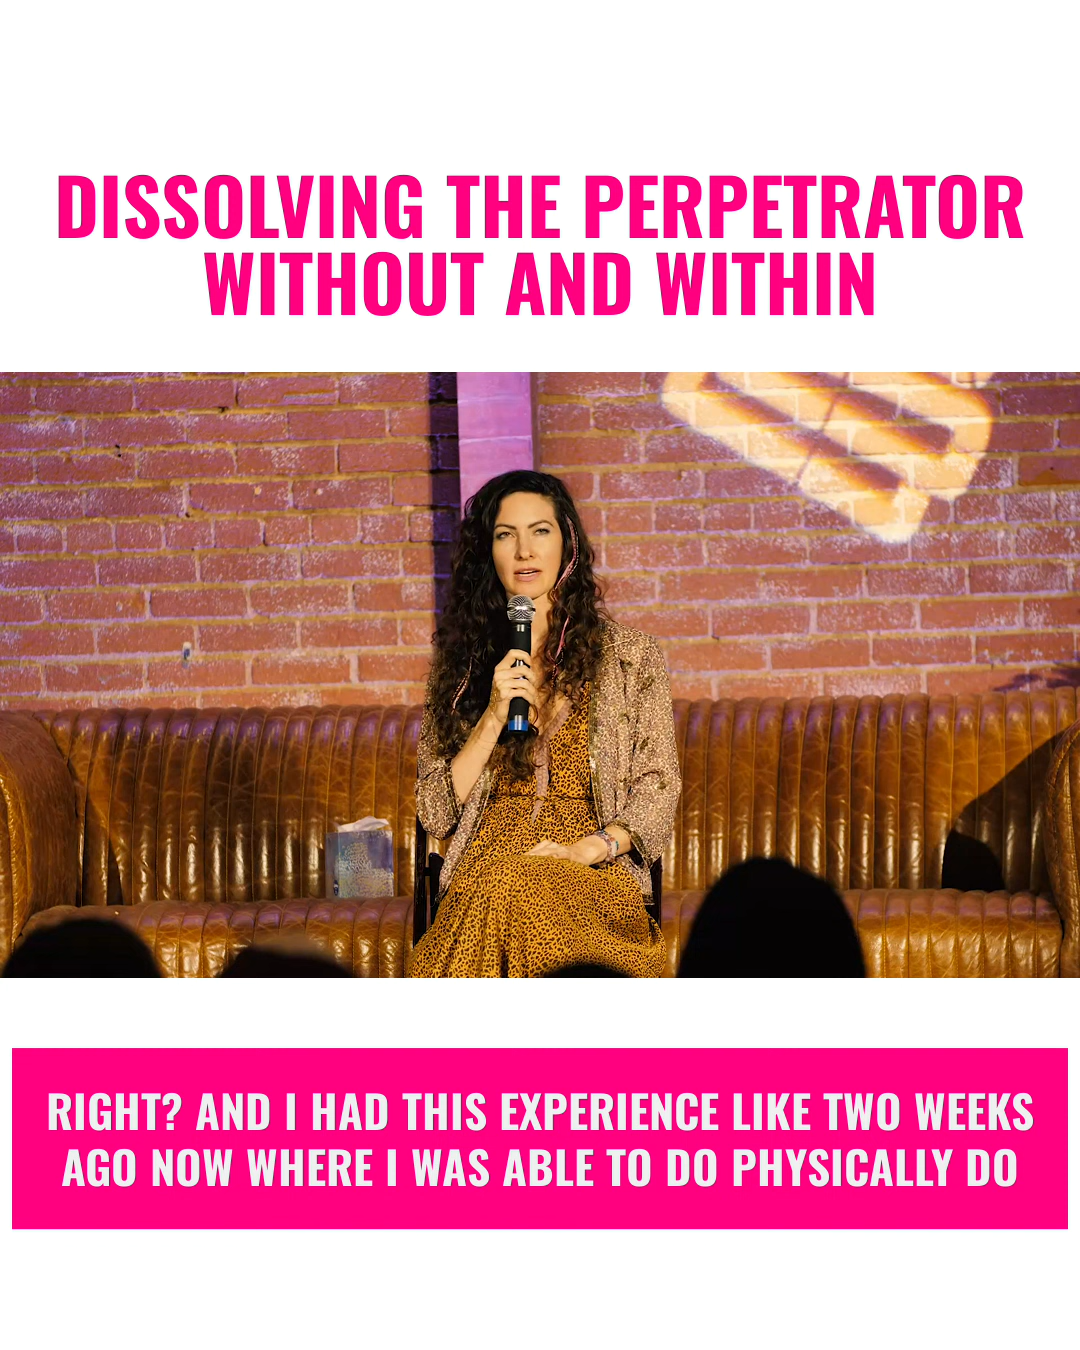 DISSOLVING THE PERPETRATOR
WITHOUT AND WITHIN
RIGHT? AND I HAD THIS EXPERIENCE LIKE TWO WEEKS
AGO NOW WHERE I WAS ABLE TO DO PHYSICALLY DO